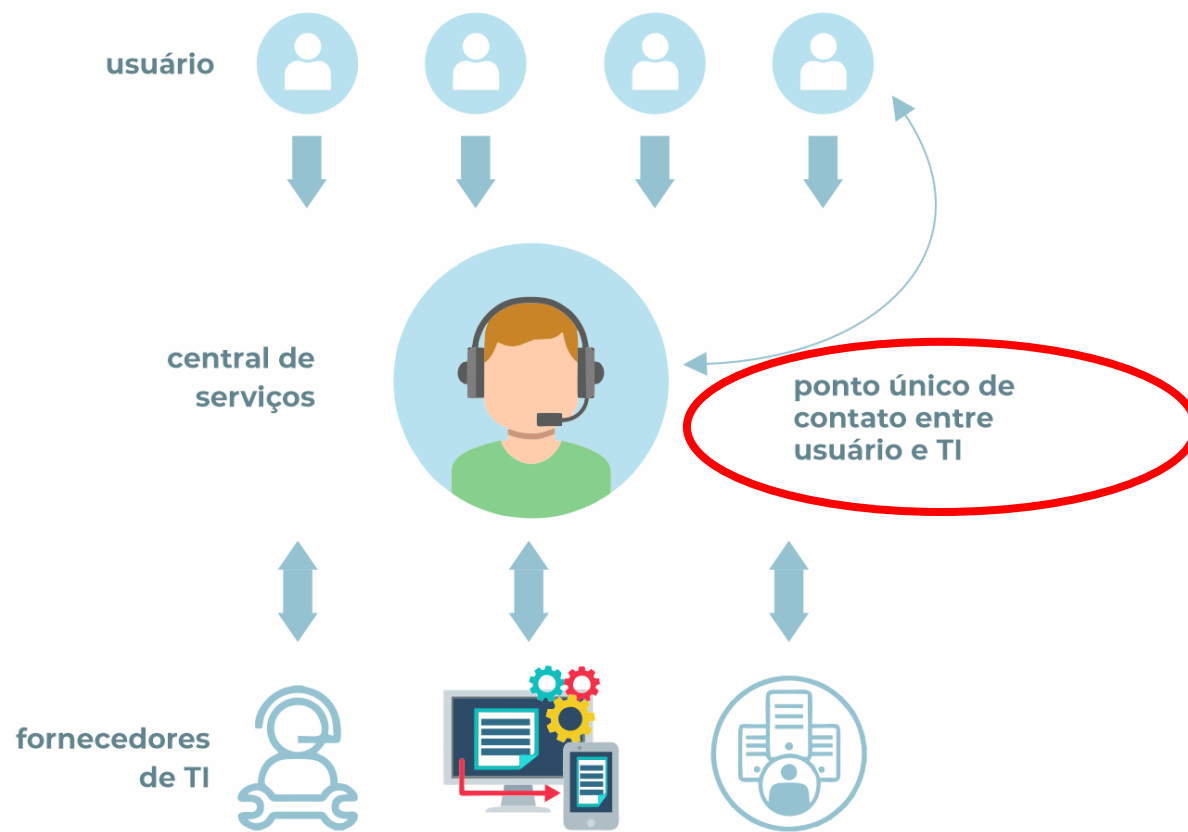 usuário
central de
serviços
ponto único de
contato entre
usuário e TI
fornecedores
de TI